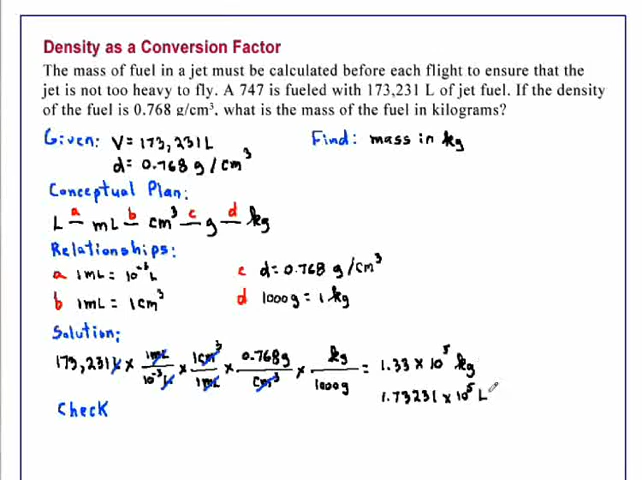 Density as a Conversion Factor
The mass of fuel in a jet must be calculated before each flight to ensure that the
jet is not too heavy to fly. A 747 is fueled with 173,231 L of jet fuel. If the density
of the fuel is 0.768 g/cm³, what is the mass of the fuel in kilograms?
Given: V = 173,231L Find: mass in kg
d = 0.768 g/cm³
Conceptual Plan:
L —a— mL —b— cm³ —c— g —d— kg
Relationships:
a 1mL = 10⁻³L c d = 0.768 g/cm³
b 1mL = 1cm³ d 1000g = 1kg
Solution:
173,231L × 1mL/10⁻³L × 1cm³/1mL × 0.768g/cm³ × kg/1000g = 1.33 × 10⁵ kg
1.73231 × 10⁵ L
Check